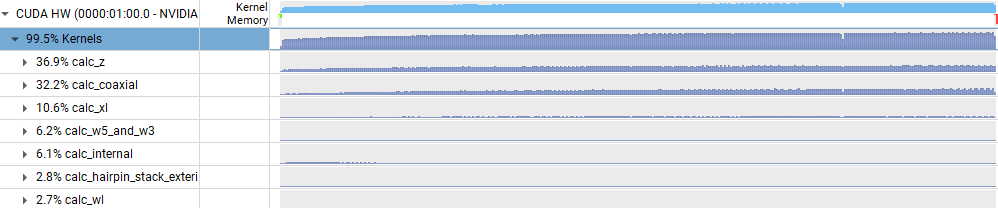 CUDA HW (0000:01:00.0 - NVIDIA
Kernel
Memory
99.5% Kernels
36.9% calc_z
32.2% calc_coaxial
10.6% calc_xl
6.2% calc_w5_and_w3
6.1% calc_internal
2.8% calc_hairpin_stack_exteri
2.7% calc_wl